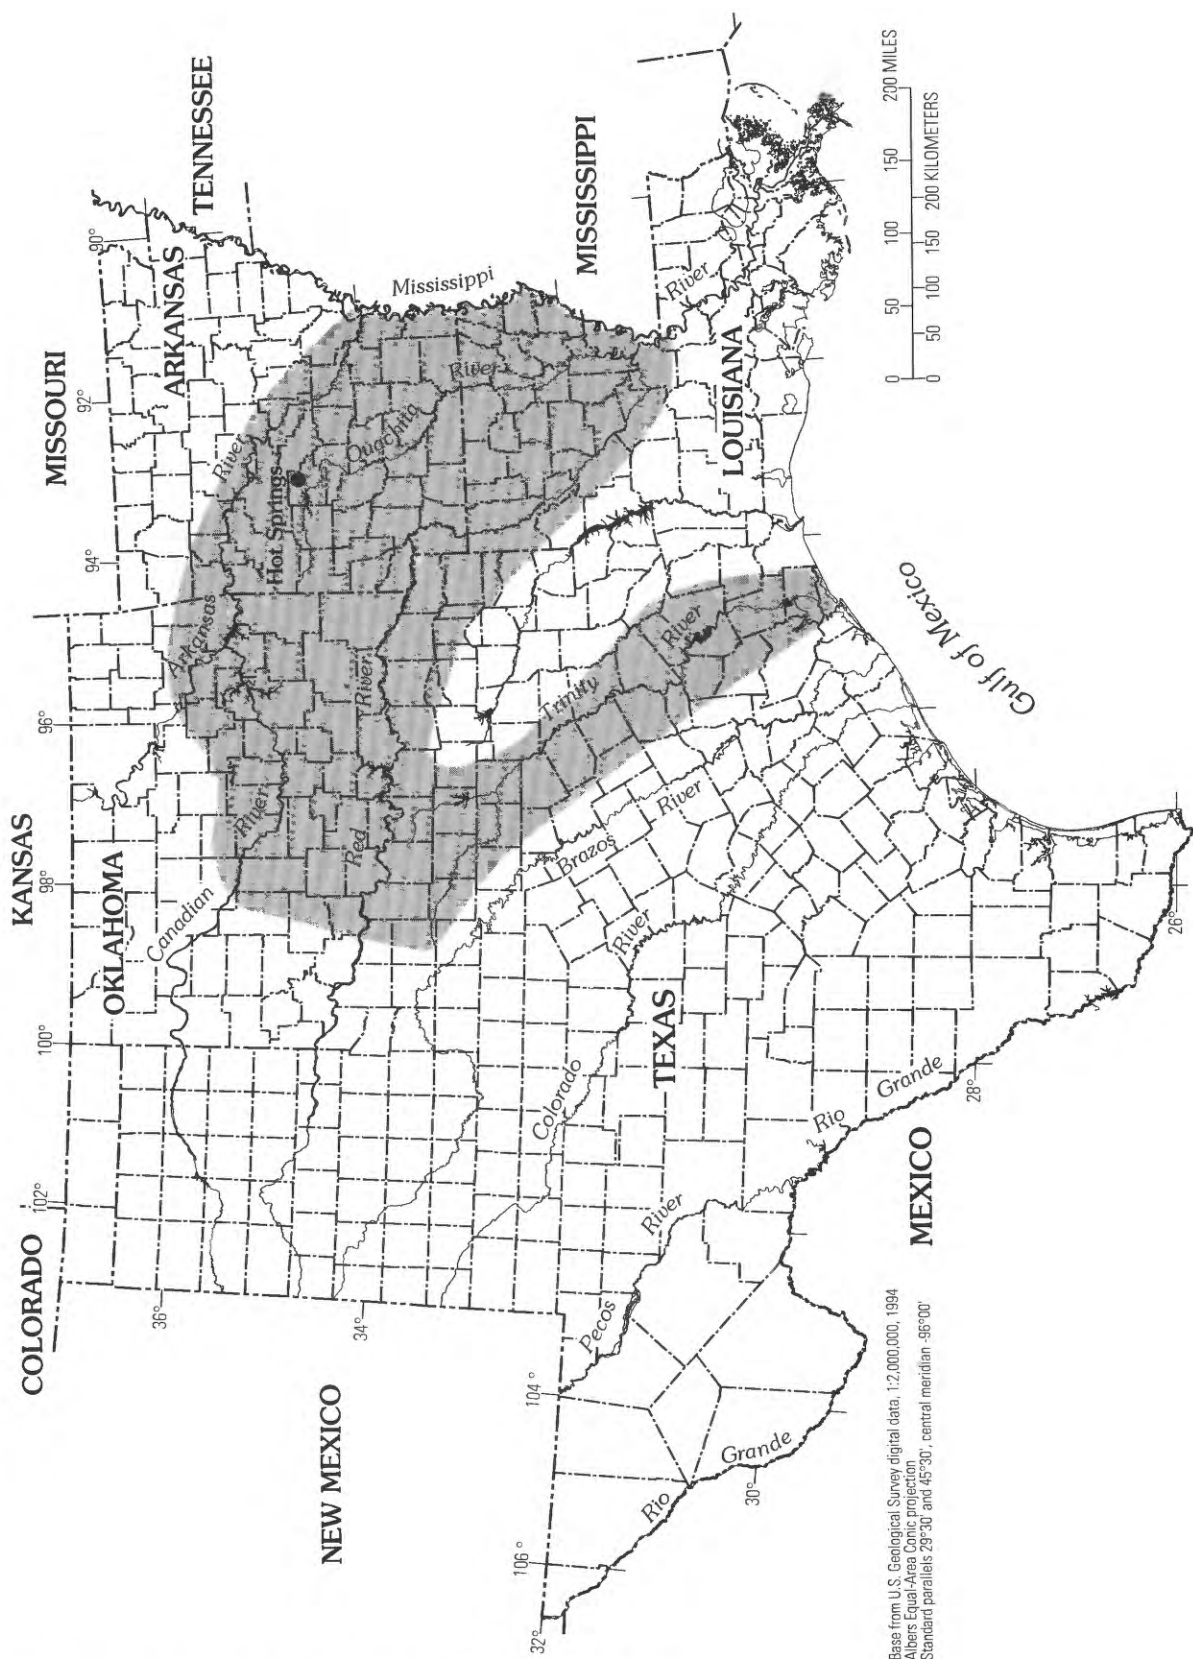 COLORADO
KANSAS
MISSOURI
TENNESSEE
ARKANSAS
OKLAHOMA
NEW MEXICO
TEXAS
LOUISIANA
MISSISSIPPI
MEXICO
Gulf of Mexico
Hot Springs
Mississippi
River
Arkansas
River
Ouachita
River
Canadian
River
Red
River
Trinity
River
Brazos
River
Colorado
River
Pecos
River
Rio
Grande
Rio
Grande
102°
100°
98°
96°
94°
92°
90°
36°
34°
32°
106°
104°
30°
28°
26°
0 50 100 150 200 MILES
0 50 100 150 200 KILOMETERS
Base from U.S. Geological Survey digital data, 1:2,000,000, 1994
Albers Equal-Area Conic projection
Standard parallels 29°30' and 45°30', central meridian -96°00'